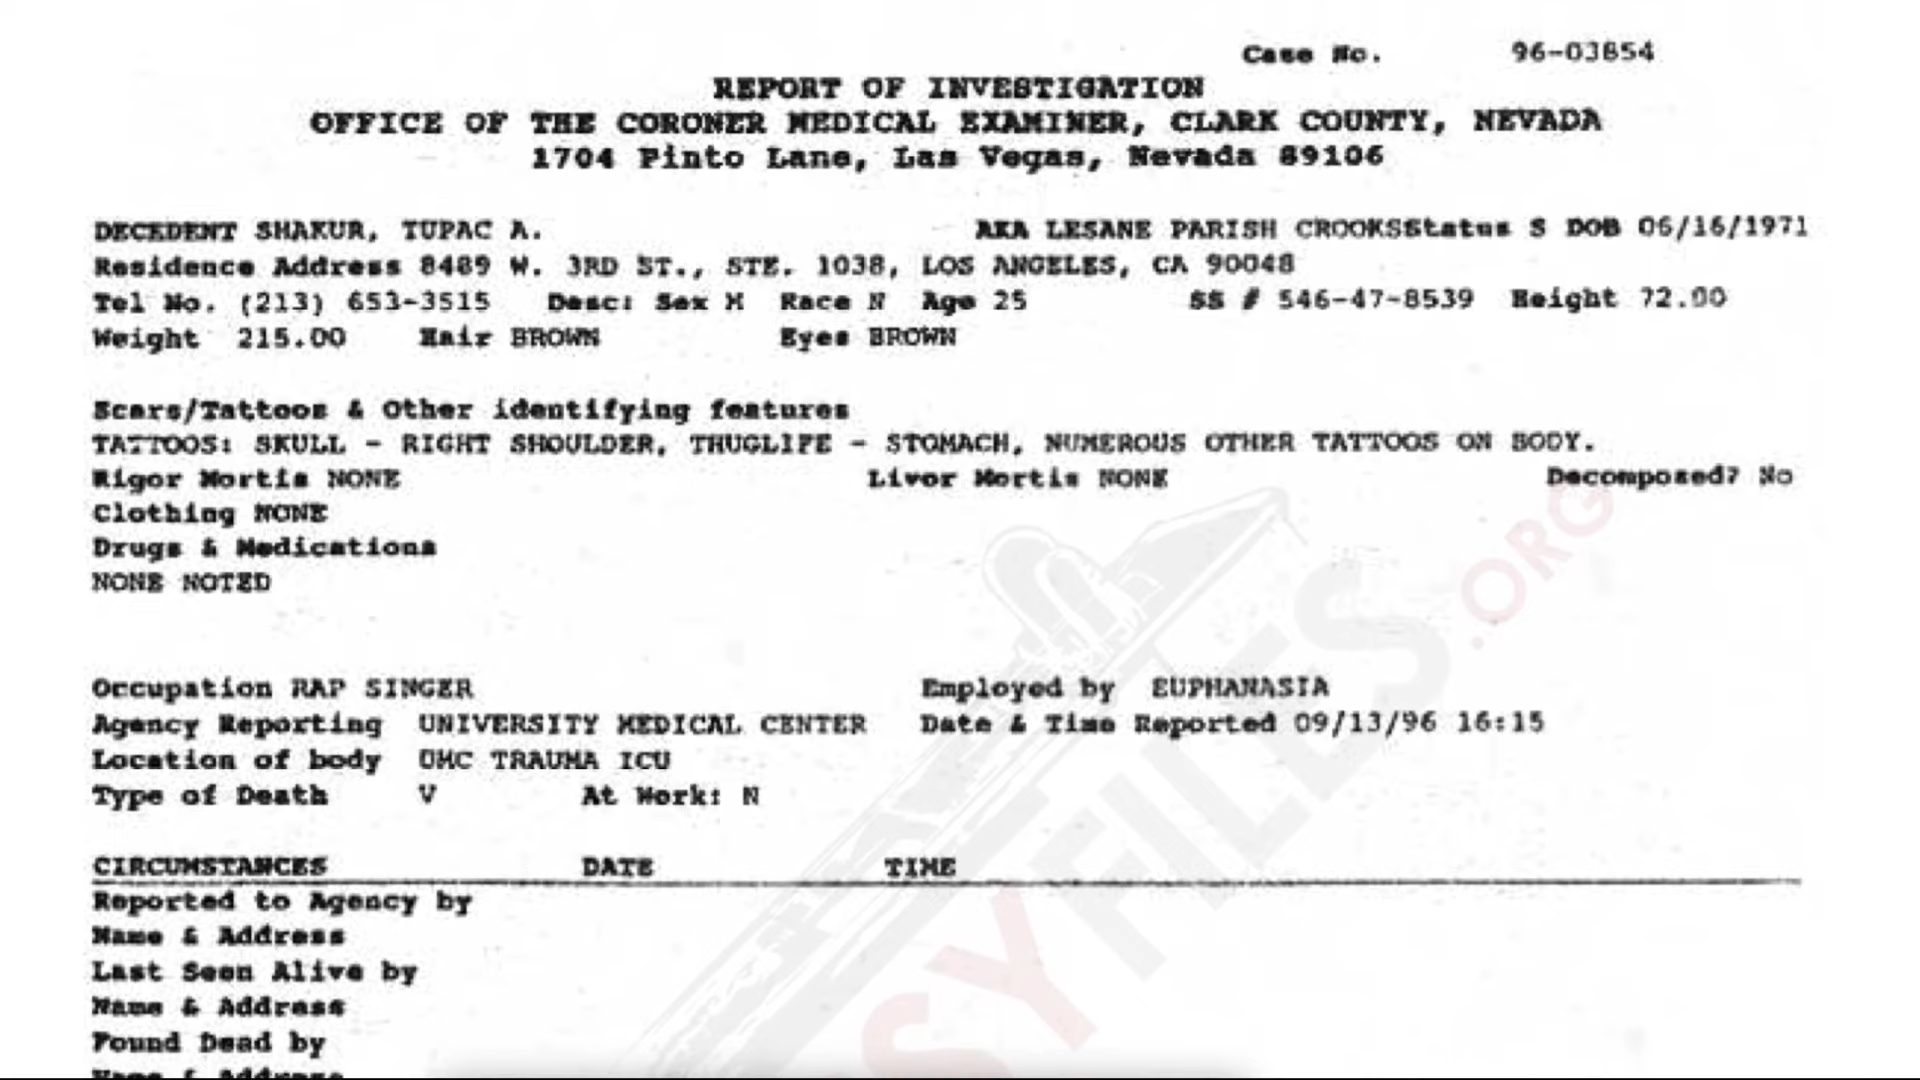 Case No. 96-03854
REPORT OF INVESTIGATION
OFFICE OF THE CORONER MEDICAL EXAMINER, CLARK COUNTY, NEVADA
1704 Pinto Lane, Las Vegas, Nevada 89106
DECEDENT SHAKUR, TUPAC A. AKA LESANE PARISH CROOKSStatus S DOB 06/16/1971
Residence Address 8489 W. 3RD ST., STE. 1038, LOS ANGELES, CA 90048
Tel No. (213) 653-3515 Desc: Sex M Race N Age 25 SS # 546-47-8539 Height 72.00
Weight 215.00 Hair BROWN Eyes BROWN
Scars/Tattoos & Other identifying features
TATTOOS: SKULL - RIGHT SHOULDER, THUGLIFE - STOMACH, NUMEROUS OTHER TATTOOS ON BODY.
Rigor Mortis NONE Livor Mortis NONE Decomposed? No
Clothing NONE
Drugs & Medications
NONE NOTED
Occupation RAP SINGER Employed by EUPHANASIA
Agency Reporting UNIVERSITY MEDICAL CENTER Date & Time Reported 09/13/96 16:15
Location of body UMC TRAUMA ICU
Type of Death V At Work: N
CIRCUMSTANCES DATE TIME
Reported to Agency by
Name & Address
Last Seen Alive by
Name & Address
Found Dead by
Name & Address
SYFILES.ORG